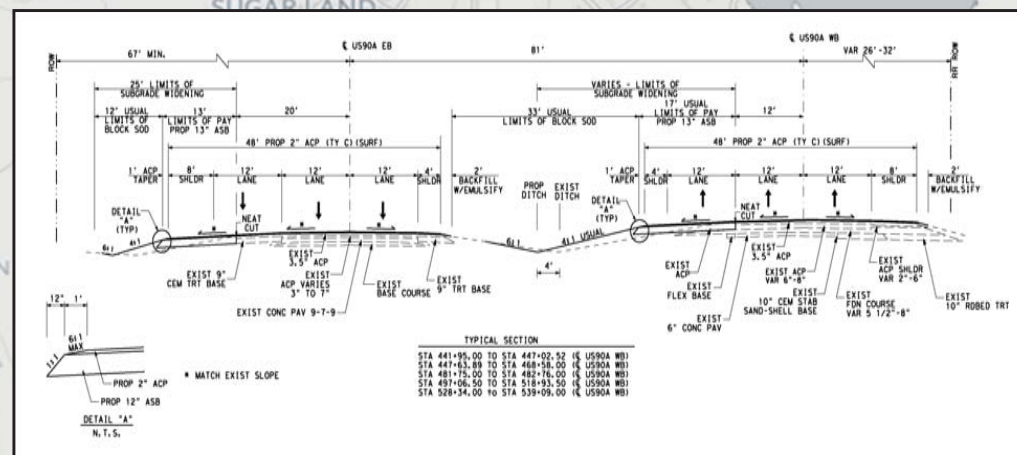 SUGAR LAND
ROW
67' MIN.
℄ US90A EB
81'
℄ US90A WB
VAR 26'-32'
RR ROW
25' LIMITS OF
SUBGRADE WIDENING
12' USUAL
LIMITS OF
BLOCK SOD
13'
LIMITS OF PAY
PROP 13" ASB
20'
33' USUAL
LIMITS OF BLOCK SOD
VARIES - LIMITS OF
SUBGRADE WIDENING
17' USUAL
LIMITS OF PAY
PROP 13" ASB
12'
48' PROP 2" ACP (TY C)(SURF)
48' PROP 2" ACP (TY C)(SURF)
1' ACP
TAPER
8'
SHLDR
12'
LANE
12'
LANE
12'
LANE
4'
SHLDR
2'
BACKFILL
W/EMULSIFY
1' ACP
TAPER
4'
SHLDR
12'
LANE
12'
LANE
12'
LANE
8'
SHLDR
2'
BACKFILL
W/EMULSIFY
DETAIL
"A"
(TYP)
NEAT
CUT
PROP
DITCH
EXIST
DITCH
DETAIL
"A"
(TYP)
NEAT
CUT
6:1
4:1
6:1
4:1 USUAL
4'
EXIST 9"
CEM TRT BASE
EXIST
3.5" ACP
EXIST
ACP VARIES
3" TO 7"
EXIST CONC PAV 9-7-9
EXIST
BASE COURSE
EXIST
9" TRT BASE
EXIST
ACP
EXIST
FLEX BASE
EXIST
6" CONC PAV
EXIST
3.5" ACP
EXIST ACP
VAR 6"-8"
EXIST
10" CEM STAB
SAND-SHELL BASE
EXIST
ACP SHLDR
VAR 2"-6"
EXIST
FDN COURSE
VAR 5 1/2"-8"
EXIST
10" RDBED TRT
12"
1'
6:1
MAX
1:1
PROP 2" ACP
PROP 12" ASB
DETAIL "A"
N.T.S.
* MATCH EXIST SLOPE
TYPICAL SECTION
STA 441+95.00 TO STA 447+02.52 (℄ US90A WB)
STA 447+63.89 TO STA 468+58.00 (℄ US90A WB)
STA 481+75.00 TO STA 482+76.00 (℄ US90A WB)
STA 497+06.50 TO STA 518+93.50 (℄ US90A WB)
STA 528+34.00 to STA 539+09.00 (℄ US90A WB)